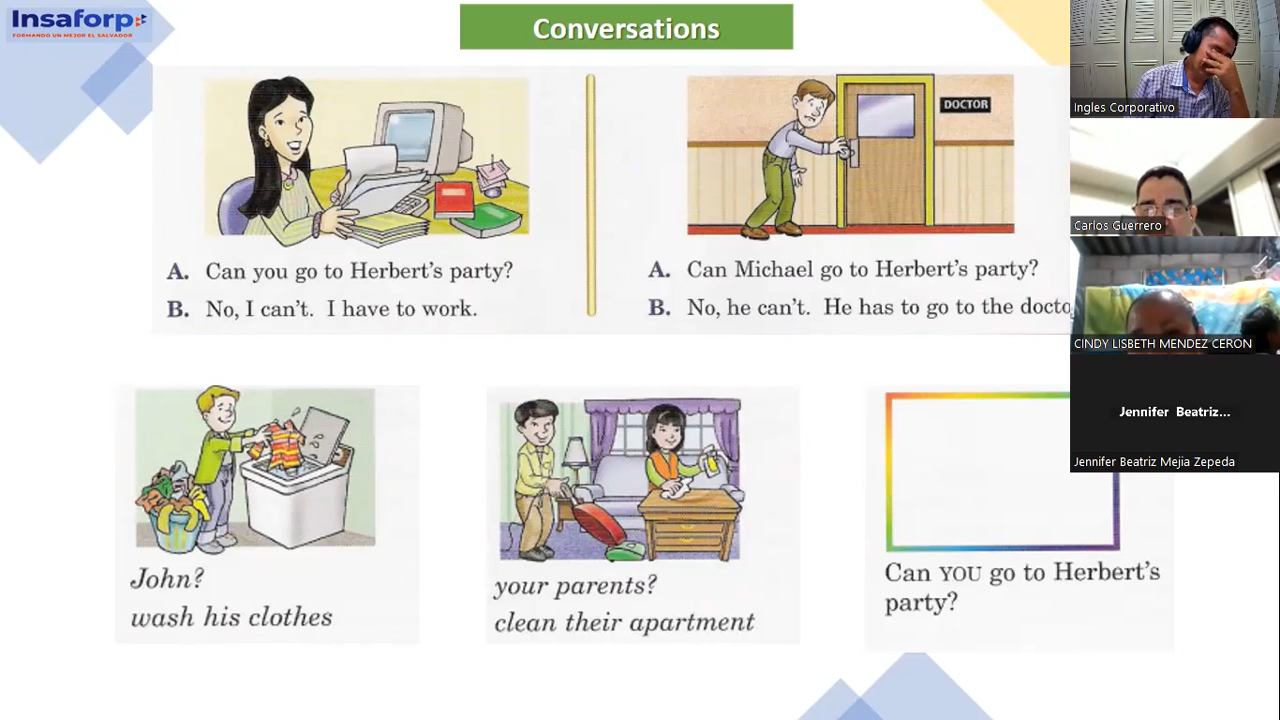 Insaforp
FORMANDO UN MEJOR EL SALVADOR
Conversations
DOCTOR
A. Can you go to Herbert's party?
B. No, I can't. I have to work.
A. Can Michael go to Herbert's party?
B. No, he can't. He has to go to the docto
John?
wash his clothes
your parents?
clean their apartment
Can YOU go to Herbert's
party?
Ingles Corporativo
Carlos Guerrero
CINDY LISBETH MENDEZ CERON
Jennifer Beatriz...
Jennifer Beatriz Mejia Zepeda